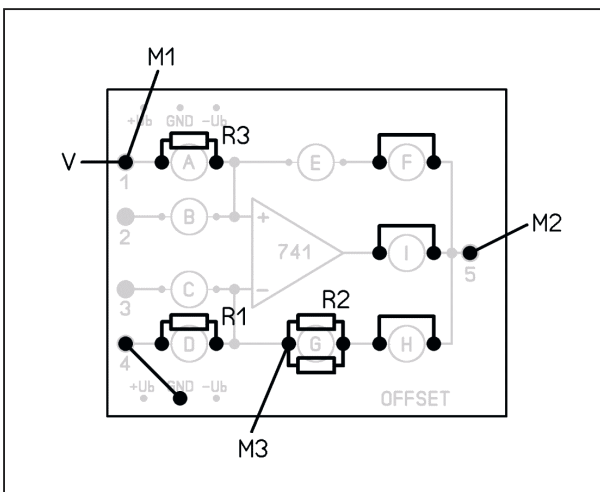 M1
+Ub GND -Ub
R3
V
A
E
F
1
B
+
2
741
I
M2
5
C
-
3
R2
R1
D
G
H
4
+Ub GND -Ub
OFFSET
M3